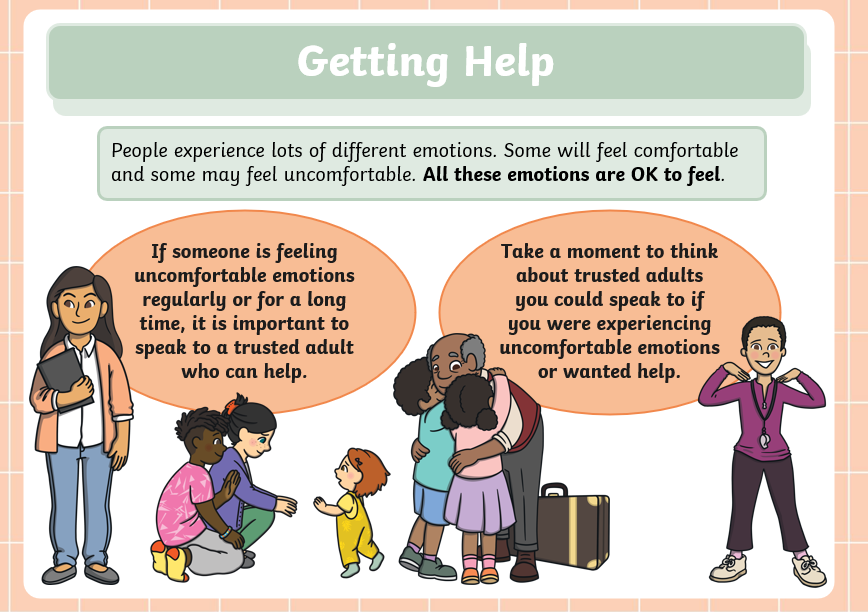 Getting Help
People experience lots of different emotions. Some will feel comfortable
and some may feel uncomfortable. All these emotions are OK to feel.
If someone is feeling
uncomfortable emotions
regularly or for a long
time, it is important to
speak to a trusted adult
who can help.
Take a moment to think
about trusted adults
you could speak to if
you were experiencing
uncomfortable emotions
or wanted help.